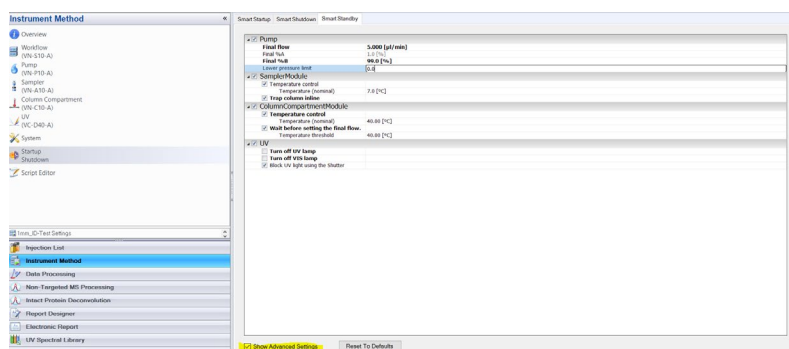 Instrument Method
«
Overview
Workflow
(VN-S10-A)
Pump
(VN-P10-A)
Sampler
(VN-A10-A)
Column Compartment
(VN-C10-A)
UV
(VC-D40-A)
System
Startup
Shutdown
Script Editor
1mm_ID-Test Settings
Injection List
Instrument Method
Data Processing
Non-Targeted MS Processing
Intact Protein Deconvolution
Report Designer
Electronic Report
UV Spectral Library
Smart Startup Smart Shutdown Smart Standby
Pump
Final flow 5.000 [µl/min]
Final %A 1.0 [%]
Final %B 99.0 [%]
Lower pressure limit 0.0
SamplerModule
Temperature control
Temperature (nominal) 7.0 [°C]
Trap column inline
ColumnCompartmentModule
Temperature control
Temperature (nominal) 40.00 [°C]
Wait before setting the final flow.
Temperature threshold 40.00 [°C]
UV
Turn off UV lamp
Turn off VIS lamp
Block UV light using the Shutter
Show Advanced Settings Reset To Defaults